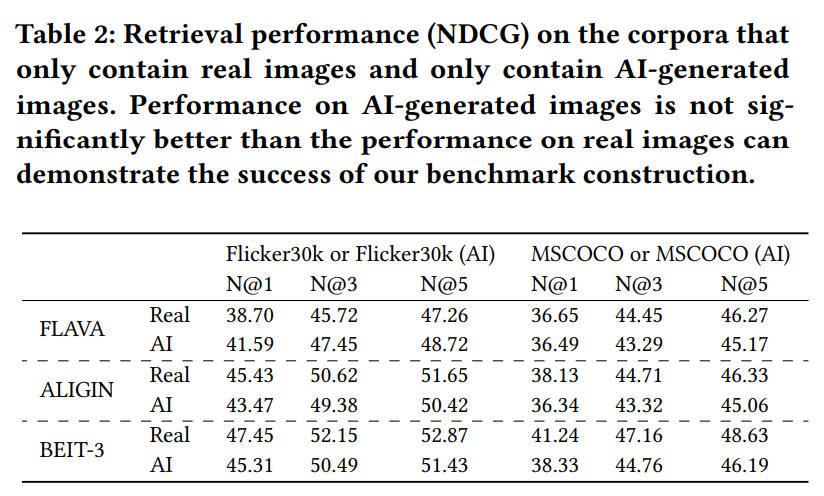 Table 2: Retrieval performance (NDCG) on the corpora that
only contain real images and only contain AI-generated
images. Performance on AI-generated images is not sig-
nificantly better than the performance on real images can
demonstrate the success of our benchmark construction.
Flicker30k or Flicker30k (AI) MSCOCO or MSCOCO (AI)
N@1 N@3 N@5 N@1 N@3 N@5
FLAVA Real 38.70 45.72 47.26 36.65 44.45 46.27
AI 41.59 47.45 48.72 36.49 43.29 45.17
ALIGIN Real 45.43 50.62 51.65 38.13 44.71 46.33
AI 43.47 49.38 50.42 36.34 43.32 45.06
BEIT-3 Real 47.45 52.15 52.87 41.24 47.16 48.63
AI 45.31 50.49 51.43 38.33 44.76 46.19